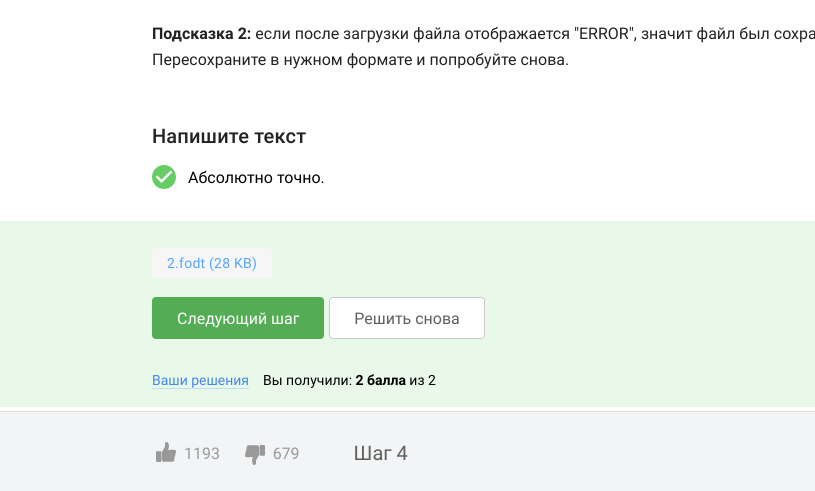 Подсказка 2: если после загрузки файла отображается "ERROR", значит файл был сохра
Пересохраните в нужном формате и попробуйте снова.
Напишите текст
Абсолютно точно.
2.fodt (28 KB)
Следующий шаг Решить снова
Ваши решения Вы получили: 2 балла из 2
1193 679 Шаг 4